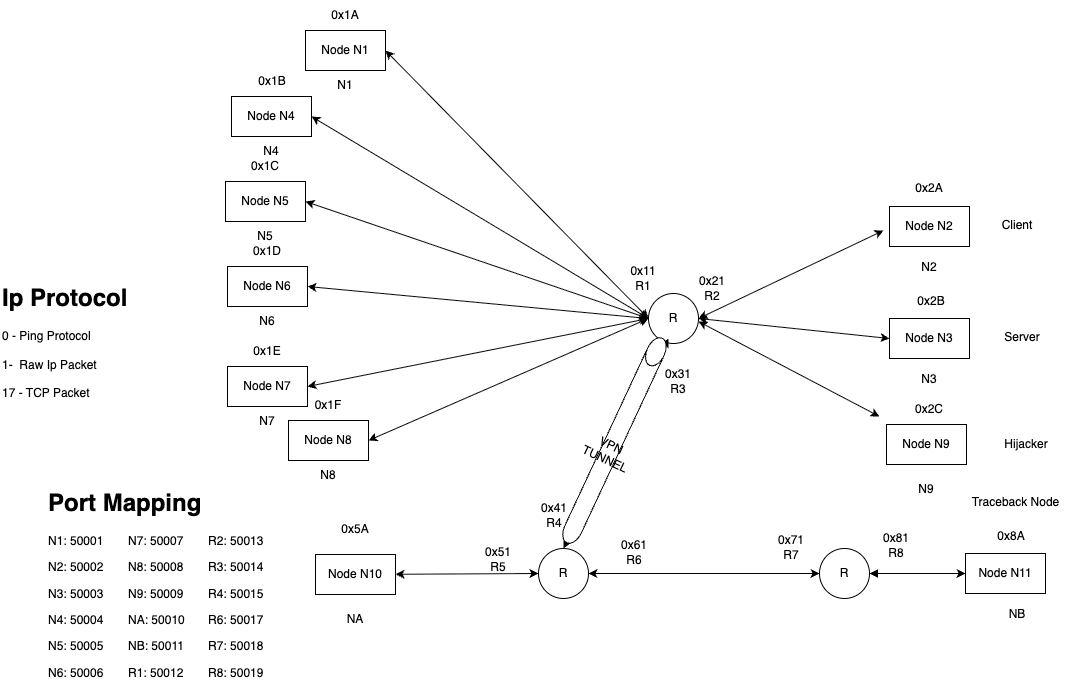 0x1A
Node N1
N1
0x1B
Node N4
N4
0x1C
Node N5
N5
0x1D
Node N6
N6
0x1E
Node N7
N7
0x1F
Node N8
N8
0x11
R1
0x21
R2
R
0x31
R3
0x2A
Node N2
Client
N2
0x2B
Node N3
Server
N3
0x2C
Node N9
Hijacker
N9
Traceback Node
Ip Protocol
0 - Ping Protocol
1- Raw Ip Packet
17 - TCP Packet
VPN
TUNNEL
0x41
R4
0x5A
Node N10
NA
0x51
R5
R
0x61
R6
0x71
R7
R
0x81
R8
0x8A
Node N11
NB
Port Mapping
N1: 50001 N7: 50007 R2: 50013
N2: 50002 N8: 50008 R3: 50014
N3: 50003 N9: 50009 R4: 50015
N4: 50004 NA: 50010 R6: 50017
N5: 50005 NB: 50011 R7: 50018
N6: 50006 R1: 50012 R8: 50019